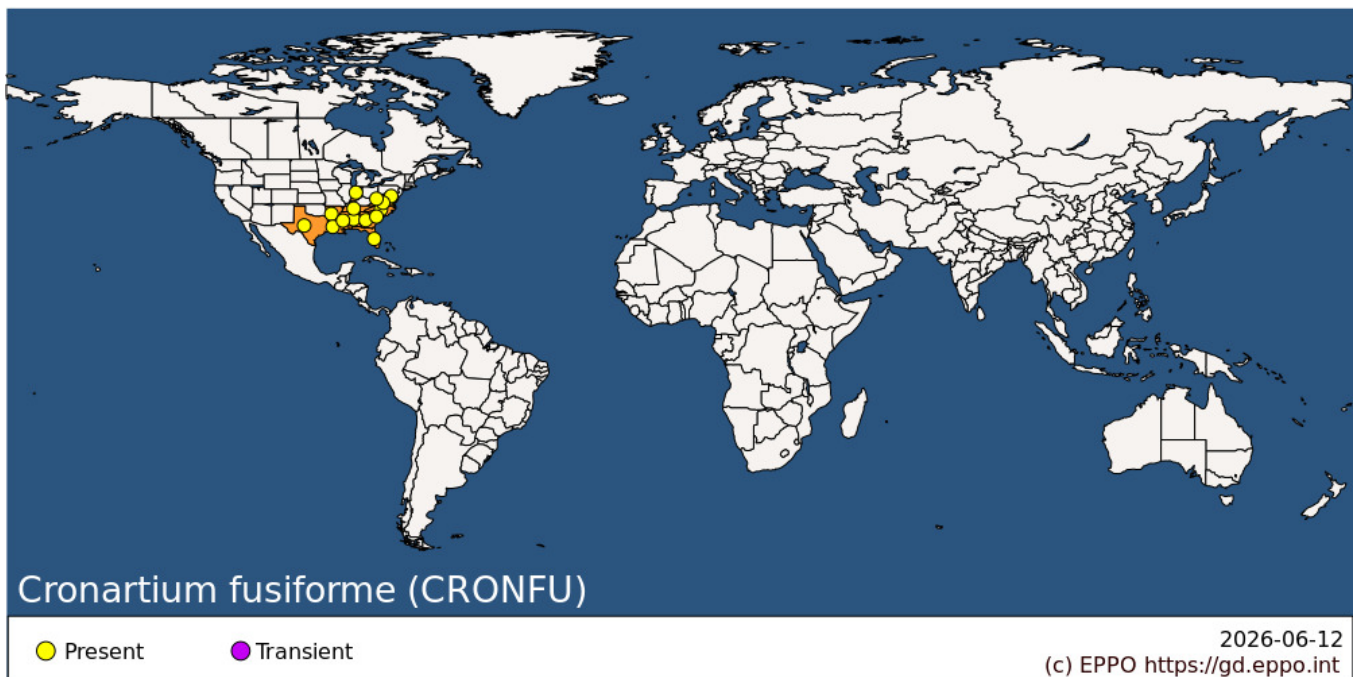 Cronartium fusiforme (CRONFU)
Present
Transient
2026-06-12
(c) EPPO https://gd.eppo.int